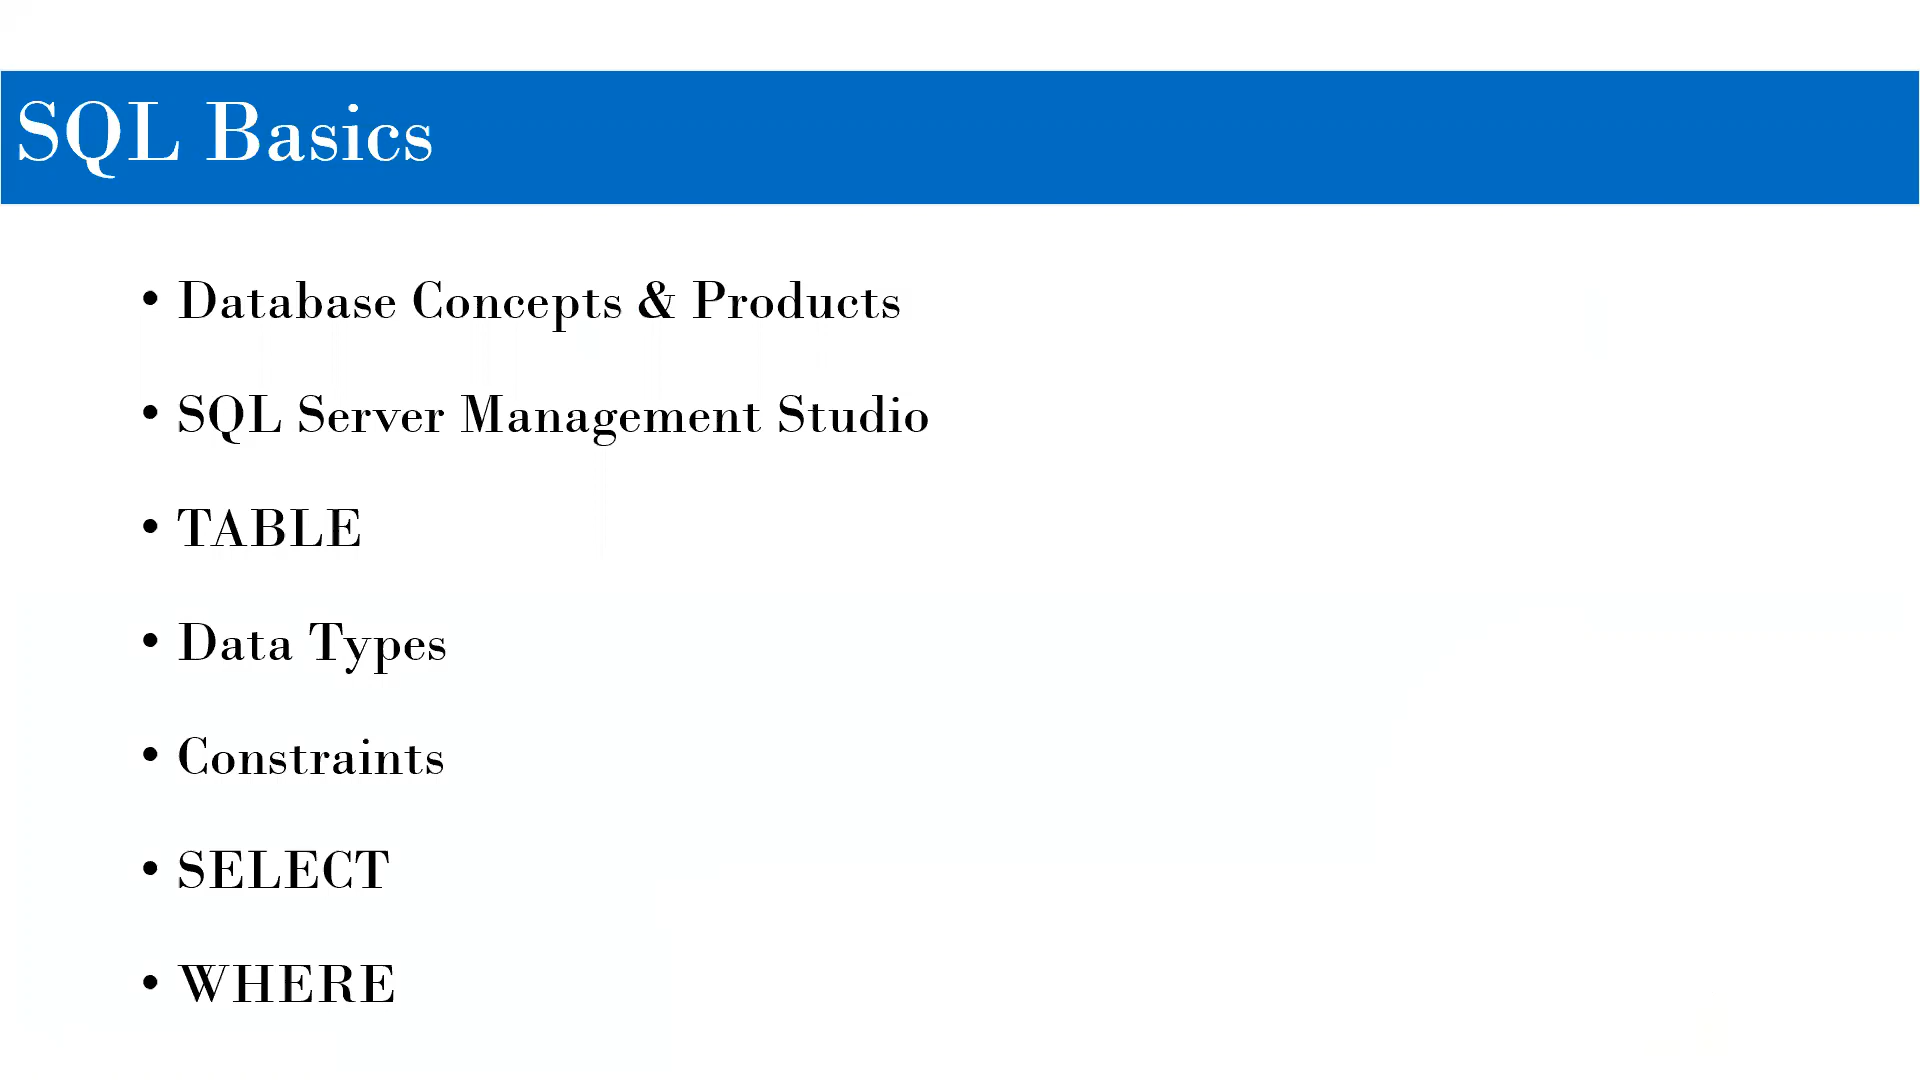 SQL Basics
• Database Concepts & Products
• SQL Server Management Studio
• TABLE
• Data Types
• Constraints
• SELECT
• WHERE